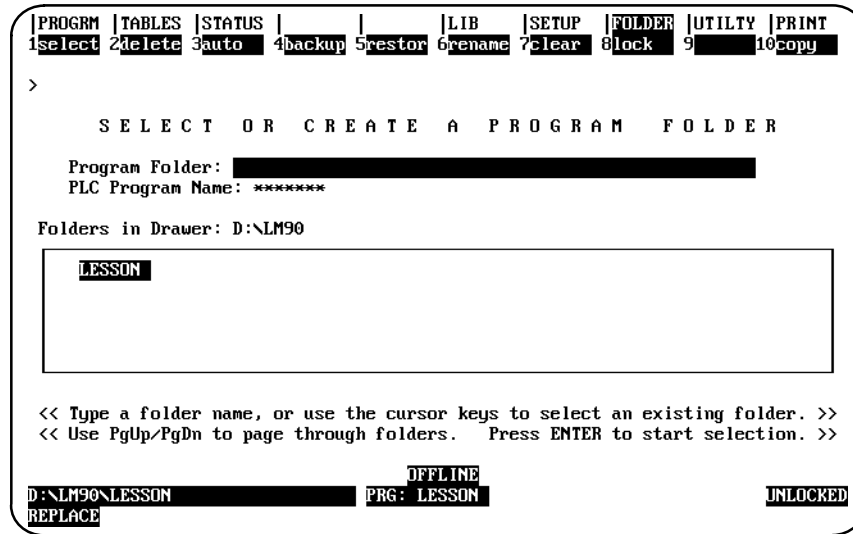 |PROGRM |TABLES |STATUS | | |LIB |SETUP |FOLDER |UTILTY |PRINT
1select 2delete 3auto 4backup 5restor 6rename 7clear 8lock 9 10copy
>
S E L E C T O R C R E A T E A P R O G R A M F O L D E R
Program Folder:
PLC Program Name: *******
Folders in Drawer: D:\LM90
LESSON
<< Type a folder name, or use the cursor keys to select an existing folder. >>
<< Use PgUp/PgDn to page through folders. Press ENTER to start selection. >>
OFFLINE
D:\LM90\LESSON PRG: LESSON UNLOCKED
REPLACE